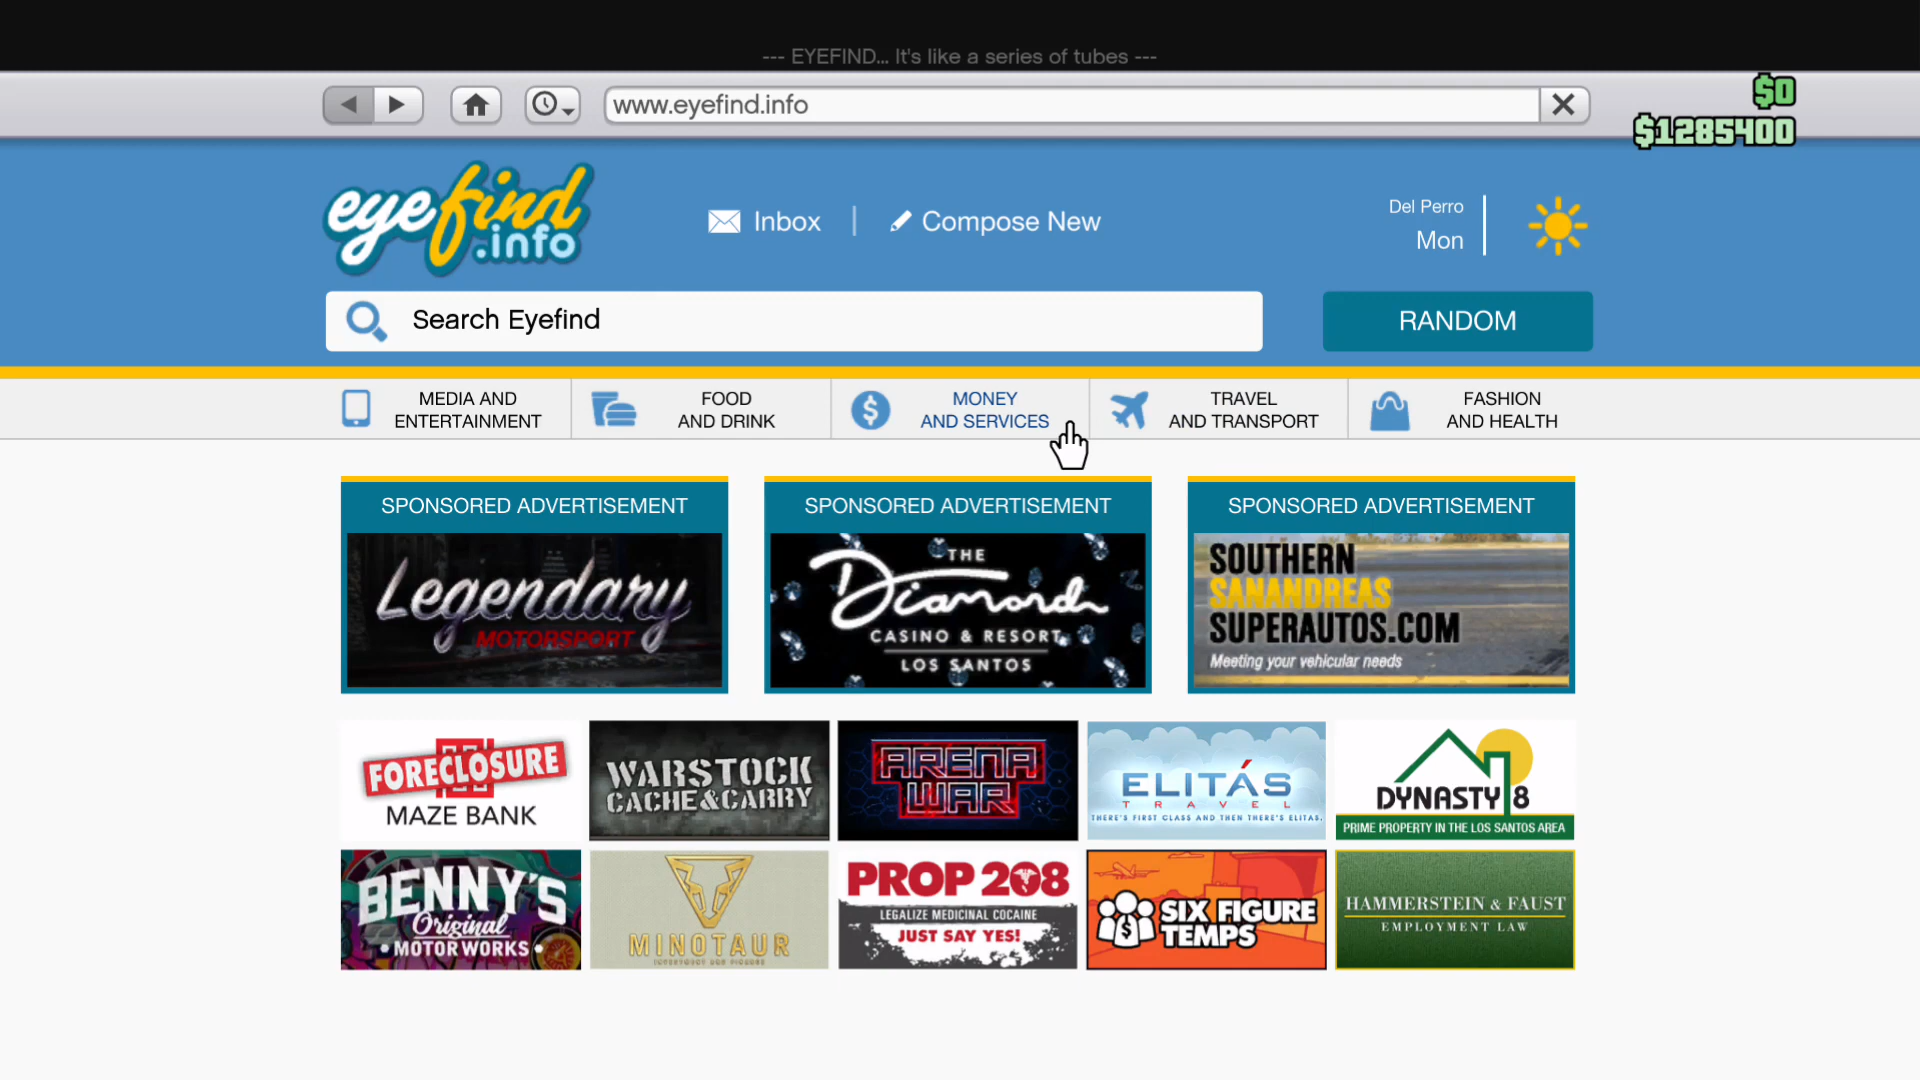 --- EYEFIND... It's like a series of tubes ---
www.eyefind.info
$0
$1285400
eyefind
.info
Inbox
Compose New
Del Perro
Mon
Search Eyefind
RANDOM
MEDIA AND
ENTERTAINMENT
FOOD
AND DRINK
MONEY
AND SERVICES
TRAVEL
AND TRANSPORT
FASHION
AND HEALTH
SPONSORED ADVERTISEMENT
Legendary
MOTORSPORT
SPONSORED ADVERTISEMENT
THE
Diamond
CASINO & RESORT
LOS SANTOS
SPONSORED ADVERTISEMENT
SOUTHERN
SANANDREAS
SUPERAUTOS.COM
Meeting your vehicular needs
FORECLOSURE
MAZE BANK
WARSTOCK
CACHE&CARRY
ARENA
WAR
ELITÁS
TRAVEL
THERE'S FIRST CLASS AND THEN THERE'S ELITAS.
DYNASTY 8
PRIME PROPERTY IN THE LOS SANTOS AREA
BENNY'S
Original
MOTOR WORKS
MINOTAUR
PROP 208
LEGALIZE MEDICINAL COCAINE
JUST SAY YES!
SIX FIGURE
TEMPS
HAMMERSTEIN & FAUST
EMPLOYMENT LAW